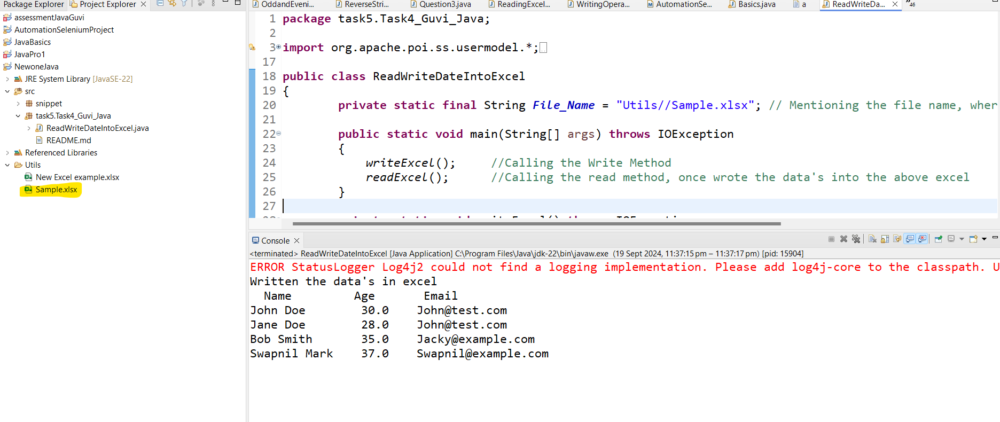 Package Explorer
Project Explorer
assessmentJavaGuvi
AutomationSeleniumProject
JavaBasics
JavaPro1
NewoneJava
JRE System Library [JavaSE-22]
src
snippet
task5.Task4_Guvi_Java
ReadWriteDateIntoExcel.java
README.md
Referenced Libraries
Utils
New Excel example.xlsx
Sample.xlsx
OddandEveni... ReverseStri... Question3.java ReadingExcel... WritingOpera... AutomationSe... Basics.java a ReadWriteDa... 46
1 package task5.Task4_Guvi_Java;
2
3 import org.apache.poi.ss.usermodel.*;
17
18 public class ReadWriteDateIntoExcel
19 {
20 private static final String File_Name = "Utils//Sample.xlsx"; // Mentioning the file name, wher
21
22 public static void main(String[] args) throws IOException
23 {
24 writeExcel(); //Calling the Write Method
25 readExcel(); //Calling the read method, once wrote the data's into the above excel
26 }
27
Console
<terminated> ReadWriteDateIntoExcel [Java Application] C:\Program Files\Java\jdk-22\bin\javaw.exe (19 Sept 2024, 11:37:15 pm – 11:37:17 pm) [pid: 15904]
ERROR StatusLogger Log4j2 could not find a logging implementation. Please add log4j-core to the classpath. U
Written the data's in excel
Name Age Email
John Doe 30.0 John@test.com
Jane Doe 28.0 John@test.com
Bob Smith 35.0 Jacky@example.com
Swapnil Mark 37.0 Swapnil@example.com